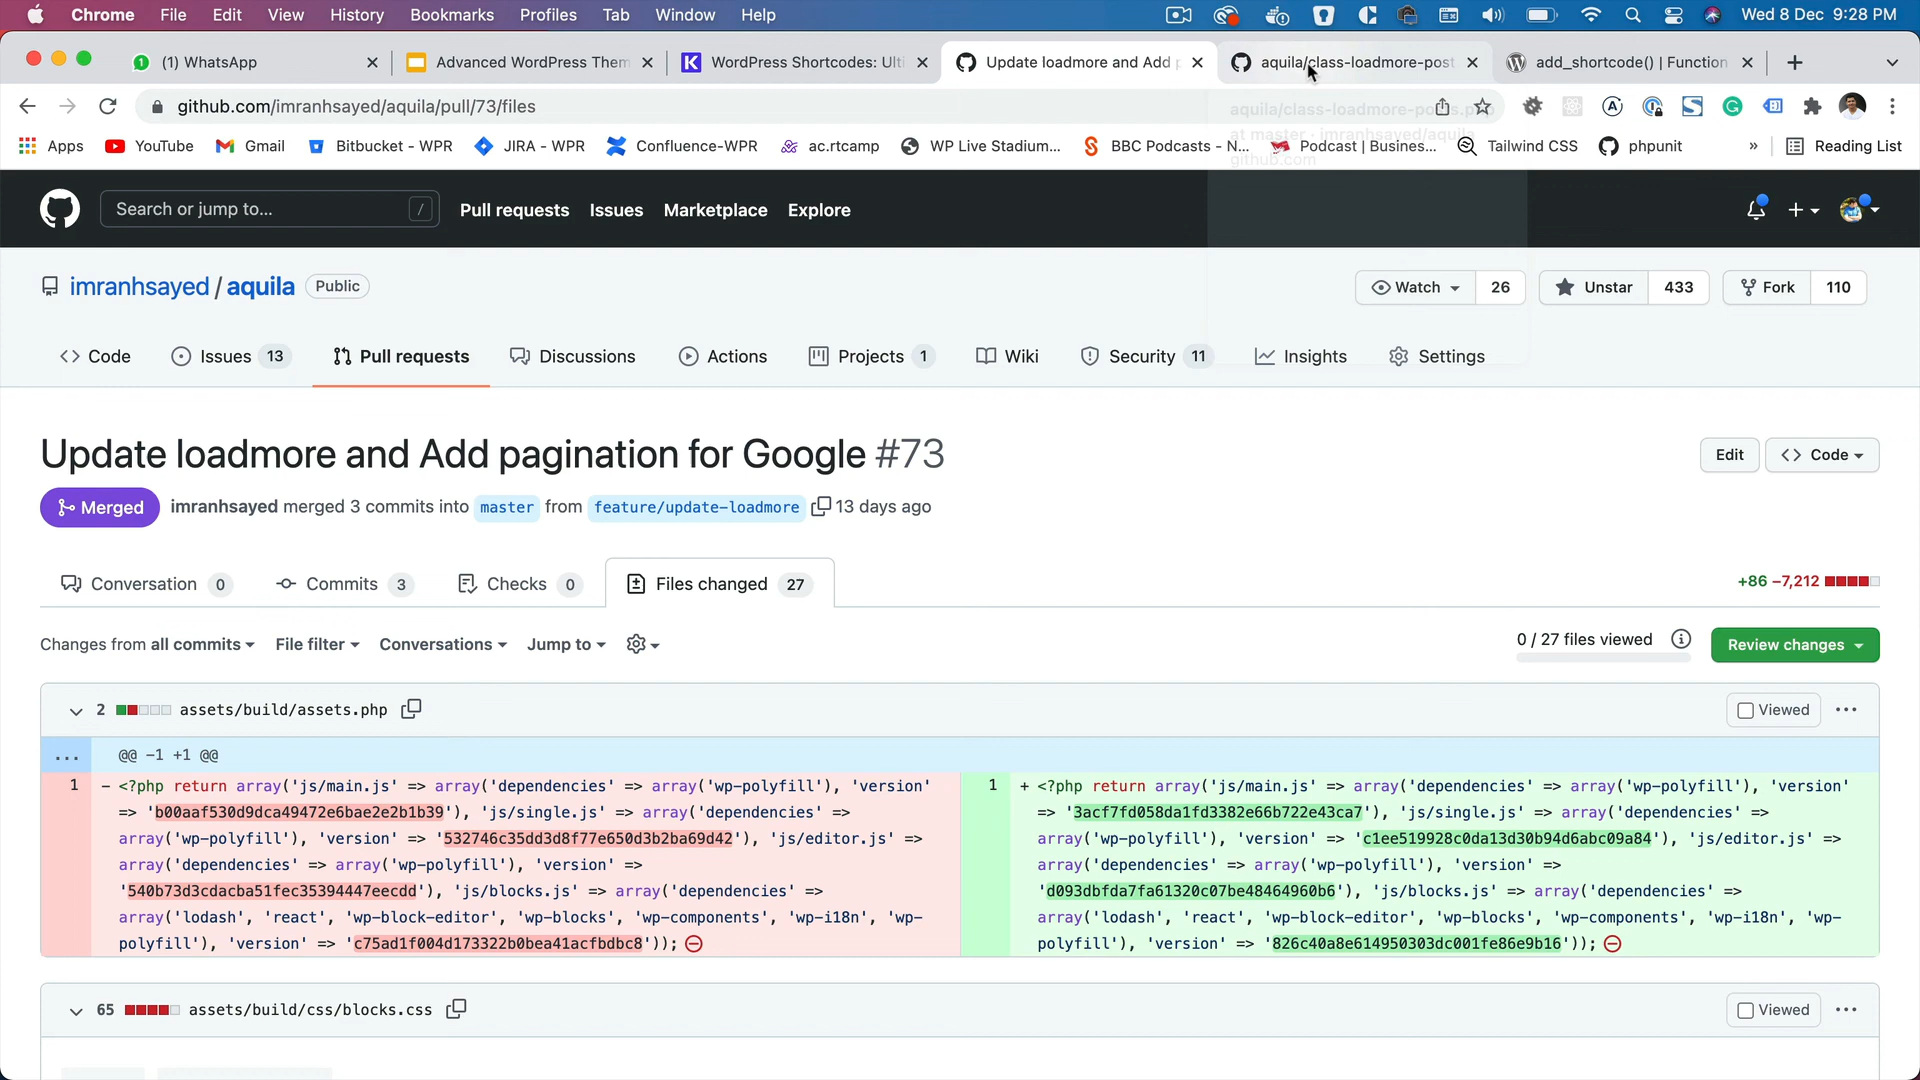 Chrome File Edit View History Bookmarks Profiles Tab Window Help Wed 8 Dec 9:28 PM
1 (1) WhatsApp Advanced WordPress Them K WordPress Shortcodes: Ulti Update loadmore and Add p aquila/class-loadmore-post add_shortcode() | Function
github.com/imranhsayed/aquila/pull/73/files
aquila/class-loadmore-posts.php
at master · imranhsayed/aquila
github.com
Apps YouTube Gmail Bitbucket - WPR JIRA - WPR Confluence-WPR ac.rtcamp WP Live Stadium... BBC Podcasts - N... Podcast | Busines... Tailwind CSS phpunit » Reading List
Search or jump to... / Pull requests Issues Marketplace Explore
imranhsayed / aquila Public Watch 26 Unstar 433 Fork 110
<> Code Issues 13 Pull requests Discussions Actions Projects 1 Wiki Security 11 Insights Settings
Update loadmore and Add pagination for Google #73 Edit <> Code
Merged imranhsayed merged 3 commits into master from feature/update-loadmore 13 days ago
Conversation 0 Commits 3 Checks 0 Files changed 27 +86 −7,212
Changes from all commits File filter Conversations Jump to 0 / 27 files viewed Review changes
2 assets/build/assets.php Viewed ...
... @@ -1 +1 @@
1 - <?php return array('js/main.js' => array('dependencies' => array('wp-polyfill'), 'version'
=> 'b00aaf530d9dca49472e6bae2e2b1b39'), 'js/single.js' => array('dependencies' =>
array('wp-polyfill'), 'version' => '532746c35dd3d8f77e650d3b2ba69d42'), 'js/editor.js' =>
array('dependencies' => array('wp-polyfill'), 'version' =>
'540b73d3cdacba51fec35394447eecdd'), 'js/blocks.js' => array('dependencies' =>
array('lodash', 'react', 'wp-block-editor', 'wp-blocks', 'wp-components', 'wp-i18n', 'wp-
polyfill'), 'version' => 'c75ad1f004d173322b0bea41acfbdbc8'));
1 + <?php return array('js/main.js' => array('dependencies' => array('wp-polyfill'), 'version'
=> '3acf7fd058da1fd3382e66b722e43ca7'), 'js/single.js' => array('dependencies' =>
array('wp-polyfill'), 'version' => 'c1ee519928c0da13d30b94d6abc09a84'), 'js/editor.js' =>
array('dependencies' => array('wp-polyfill'), 'version' =>
'd093dbfda7fa61320c07be48464960b6'), 'js/blocks.js' => array('dependencies' =>
array('lodash', 'react', 'wp-block-editor', 'wp-blocks', 'wp-components', 'wp-i18n', 'wp-
polyfill'), 'version' => '826c40a8e614950303dc001fe86e9b16'));
65 assets/build/css/blocks.css Viewed ...